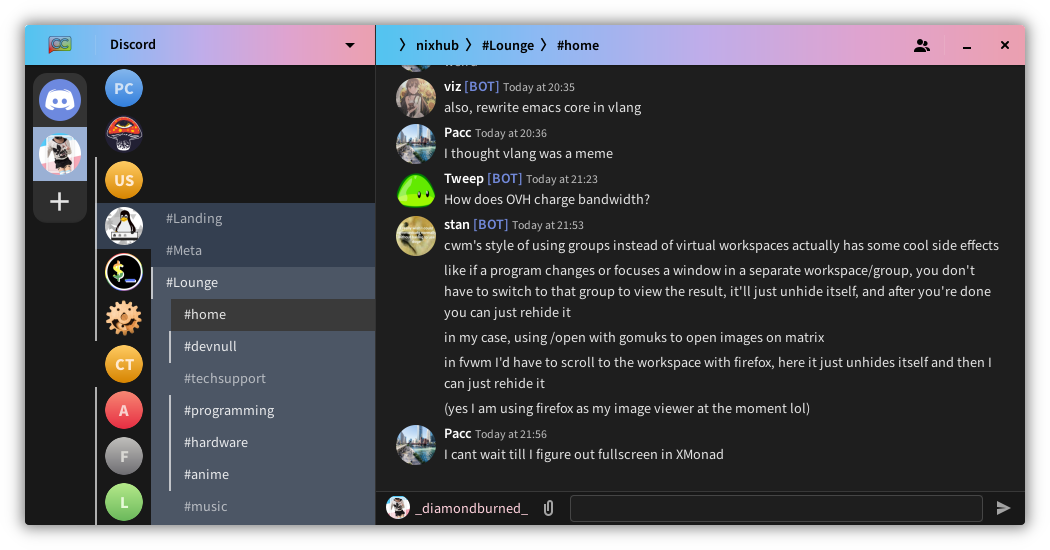 Discord
nixhub
#Lounge
#home
PC
US
CT
A
F
L
#Landing
#Meta
#Lounge
#home
#devnull
#techsupport
#programming
#hardware
#anime
#music
viz [BOT] Today at 20:35
also, rewrite emacs core in vlang
Pacc Today at 20:36
I thought vlang was a meme
Tweep [BOT] Today at 21:23
How does OVH charge bandwidth?
stan [BOT] Today at 21:53
cwm's style of using groups instead of virtual workspaces actually has some cool side effects
like if a program changes or focuses a window in a separate workspace/group, you don't
have to switch to that group to view the result, it'll just unhide itself, and after you're done
you can just rehide it
in my case, using /open with gomuks to open images on matrix
in fvwm I'd have to scroll to the workspace with firefox, here it just unhides itself and then I
can just rehide it
(yes I am using firefox as my image viewer at the moment lol)
Pacc Today at 21:56
I cant wait till I figure out fullscreen in XMonad
_diamondburned_